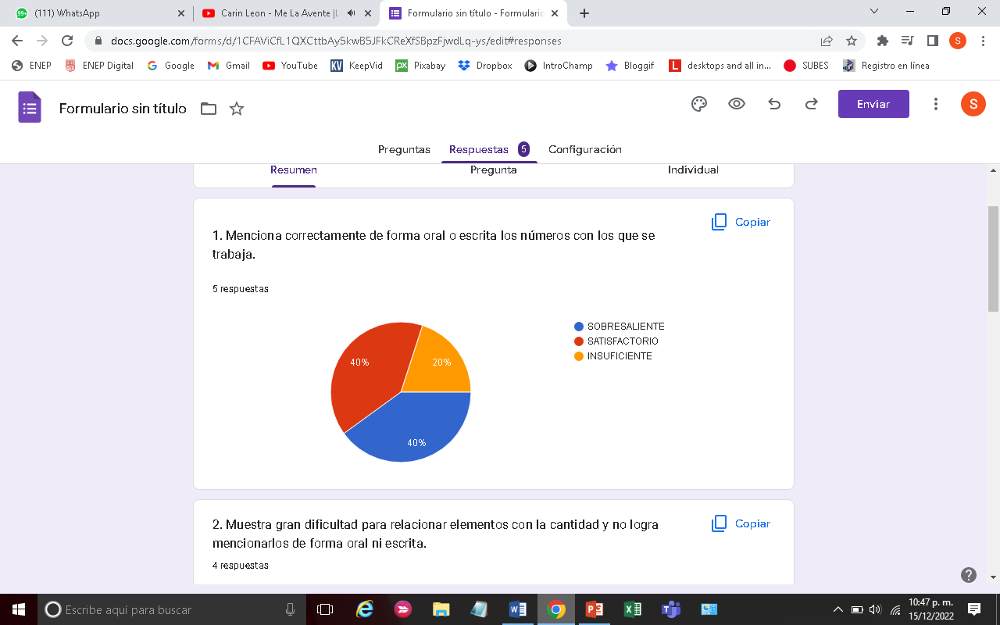 (111) WhatsApp
Carin Leon - Me La Avente |L
Formulario sin título - Formulario
docs.google.com/forms/d/1CFAViCfL1QXCttbAy5kwB5JFkCReXfSBpzFjwdLq-ys/edit#responses
S
ENEP
ENEP Digital
Google
Gmail
YouTube
KV KeepVid
px Pixabay
Dropbox
IntroChamp
Bloggif
L desktops and all in...
SUBES
Registro en línea
Formulario sin título
Enviar
S
Preguntas
Respuestas 5
Configuración
Resumen
Pregunta
Individual
Copiar
1. Menciona correctamente de forma oral o escrita los números con los que se
trabaja.
5 respuestas
SOBRESALIENTE
SATISFACTORIO
INSUFICIENTE
40%
20%
40%
Copiar
2. Muestra gran dificultad para relacionar elementos con la cantidad y no logra
mencionarlos de forma oral ni escrita.
4 respuestas
Escribe aquí para buscar
10:47 p. m.
15/12/2022